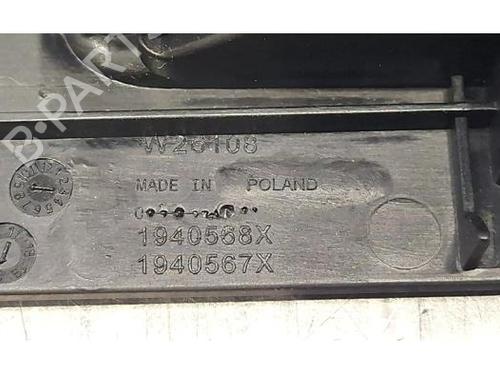 B-PARTS
W26108
MADE IN POLAND
1940568X
1940567X